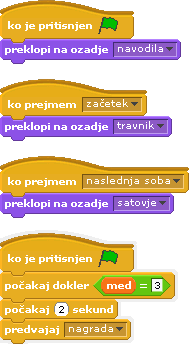 ko je pritisnjen
preklopi na ozadje navodila
ko prejmem začetek
preklopi na ozadje travnik
ko prejmem naslednja soba
preklopi na ozadje satovje
ko je pritisnjen
počakaj dokler med = 3
počakaj 2 sekund
predvajaj nagrada